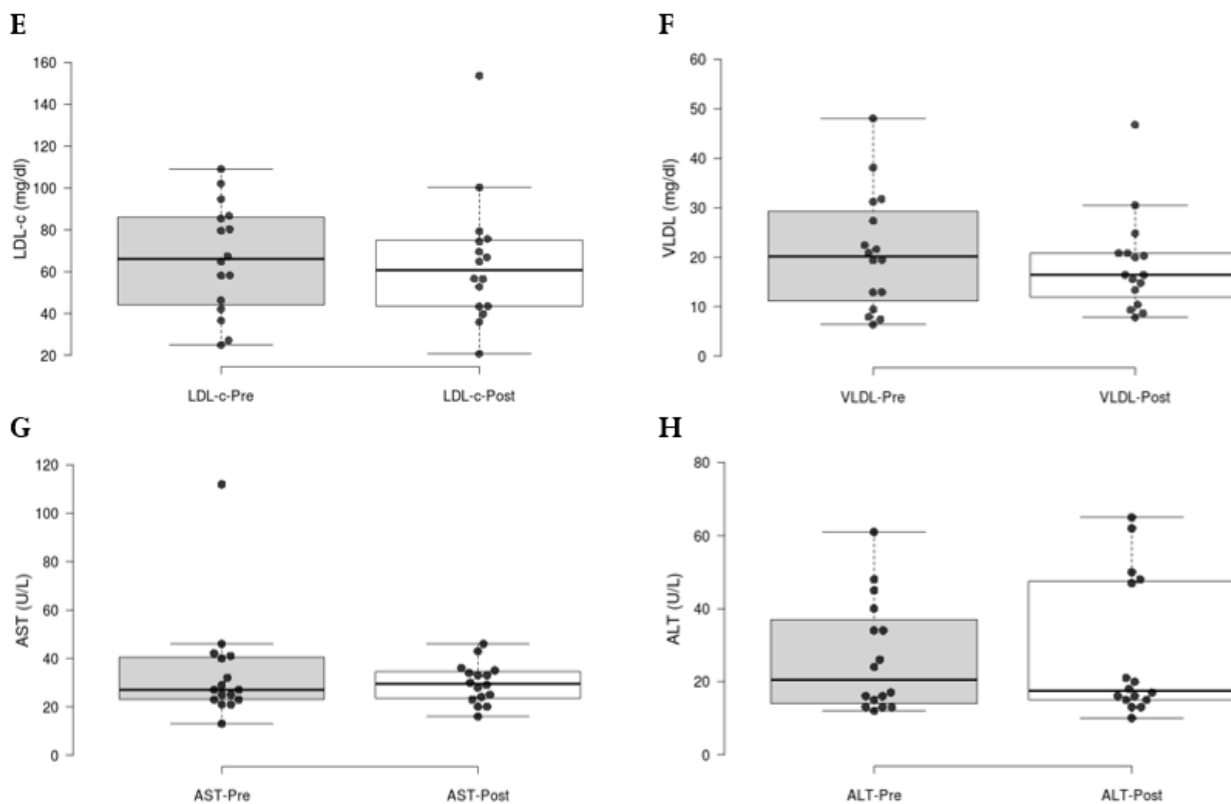 E
LDL-c (mg/dl)
160
140
120
100
80
60
40
20
LDL-c-Pre
LDL-c-Post
F
VLDL (mg/dl)
60
50
40
30
20
10
0
VLDL-Pre
VLDL-Post
G
AST (U/L)
120
100
80
60
40
20
0
AST-Pre
AST-Post
H
ALT (U/L)
80
60
40
20
0
ALT-Pre
ALT-Post